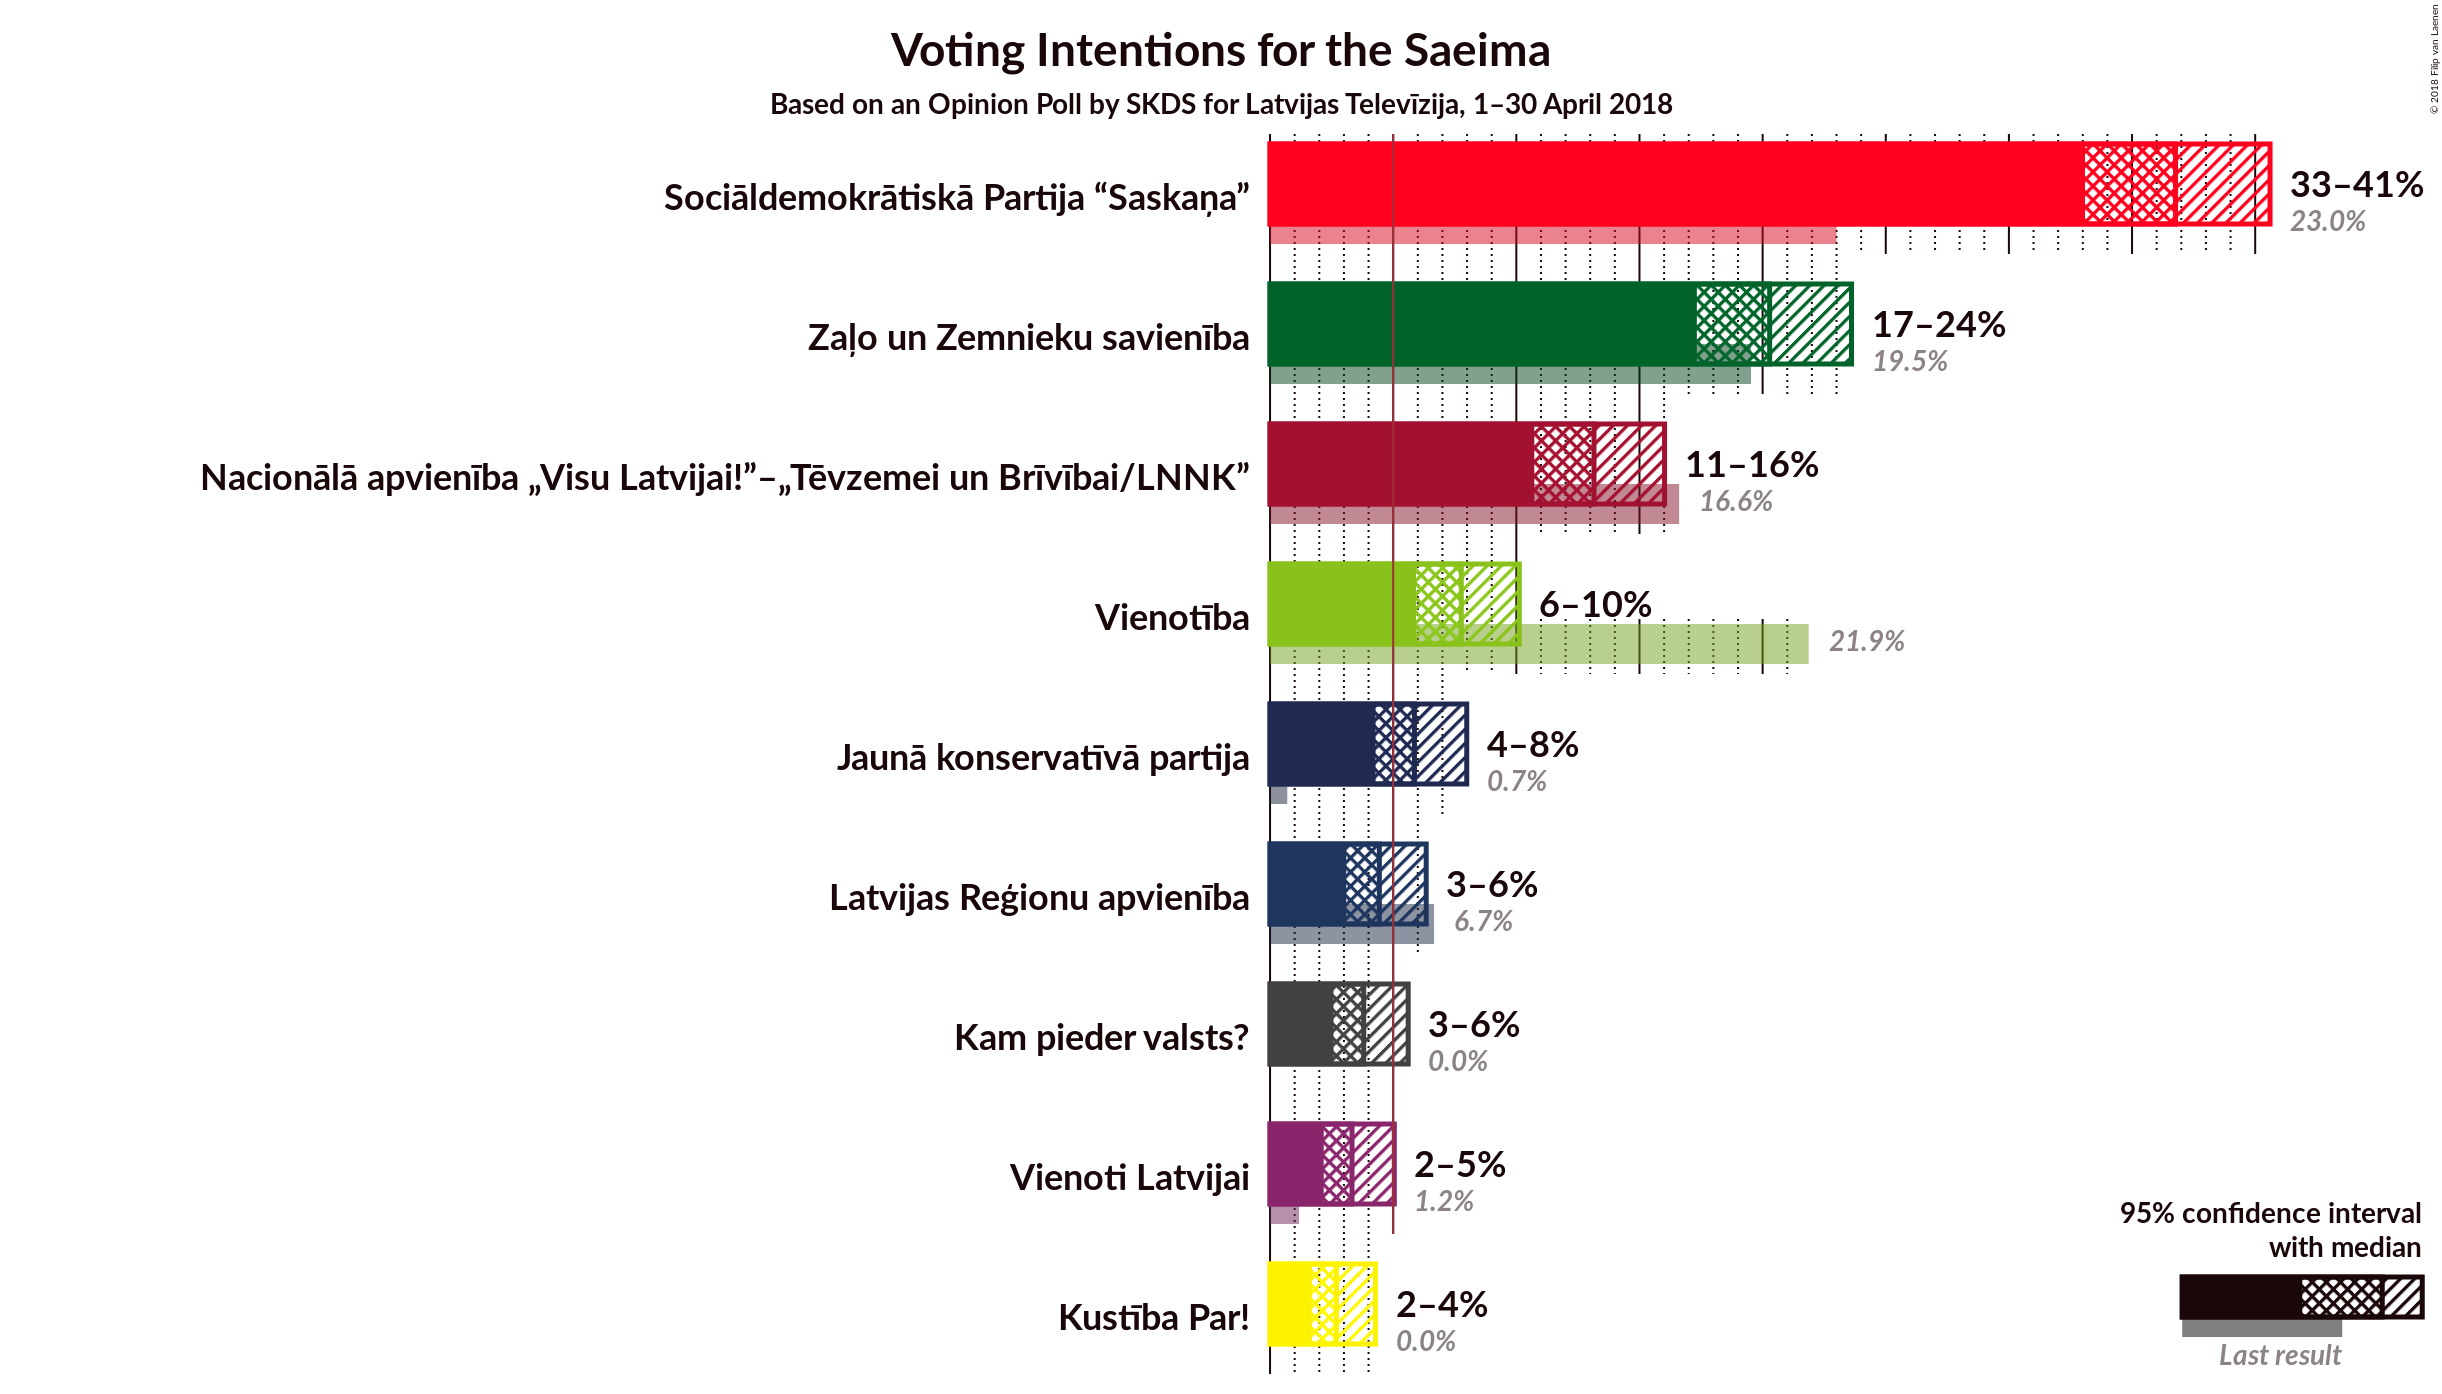 © 2018 Filip van Laenen
Voting Intentions for the Saeima
Based on an Opinion Poll by SKDS for Latvijas Televīzija, 1–30 April 2018
Sociāldemokrātiskā Partija “Saskaņa”
33–41%
23.0%
Zaļo un Zemnieku savienība
17–24%
19.5%
Nacionālā apvienība „Visu Latvijai!”–„Tēvzemei un Brīvībai/LNNK”
11–16%
16.6%
Vienotība
6–10%
21.9%
Jaunā konservatīvā partija
4–8%
0.7%
Latvijas Reģionu apvienība
3–6%
6.7%
Kam pieder valsts?
3–6%
0.0%
Vienoti Latvijai
2–5%
1.2%
Kustība Par!
2–4%
0.0%
95% confidence interval
with median
Last result